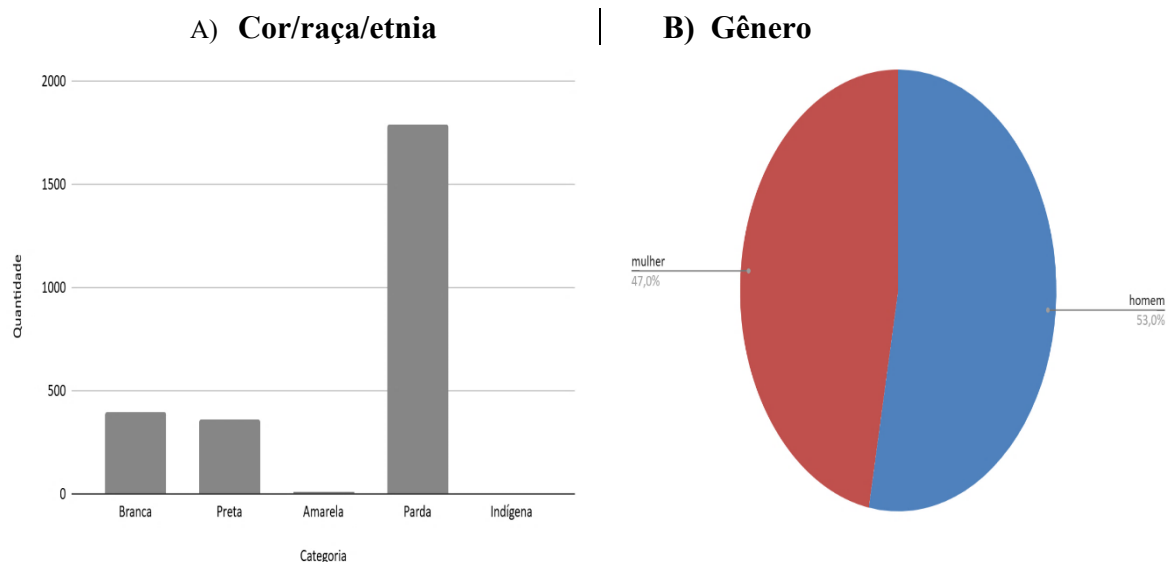 A) Cor/raça/etnia
B) Gênero
2000
1500
1000
500
0
Quantidade
Branca
Preta
Amarela
Parda
Indígena
Categoria
mulher
47,0%
homem
53,0%